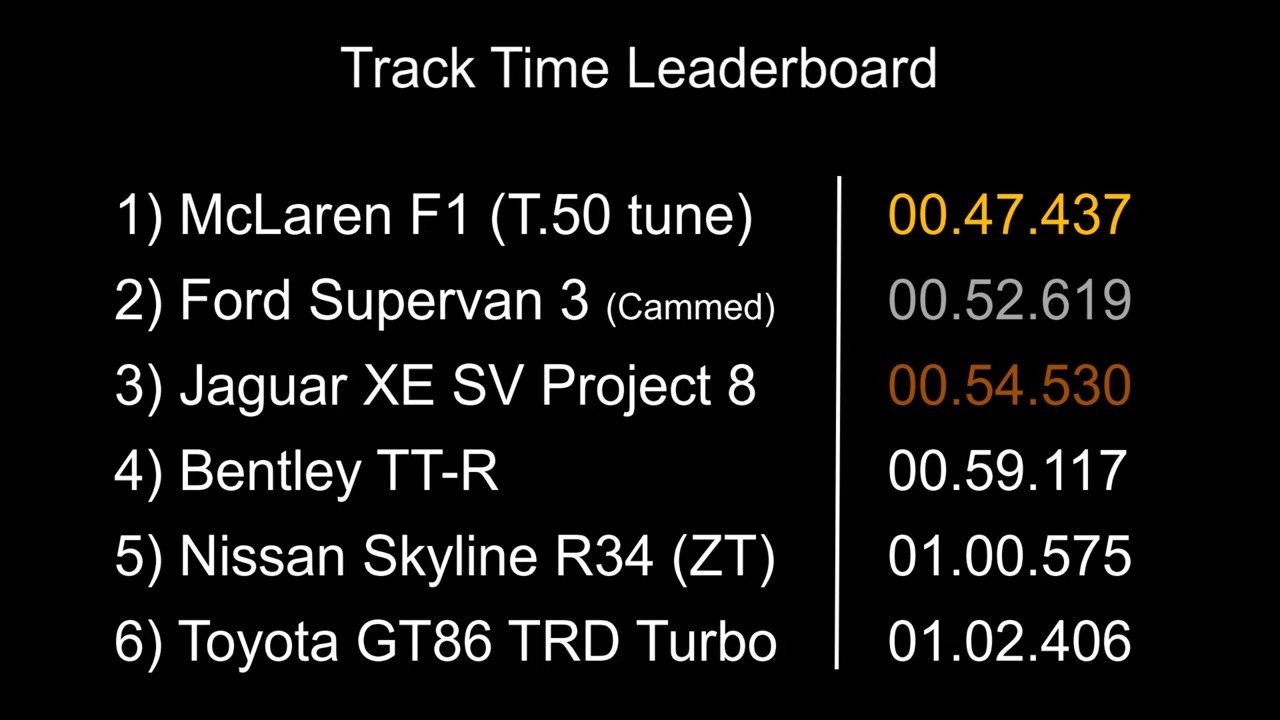 Track Time Leaderboard
1) McLaren F1 (T.50 tune) 00.47.437
2) Ford Supervan 3 (Cammed) 00.52.619
3) Jaguar XE SV Project 8 00.54.530
4) Bentley TT-R 00.59.117
5) Nissan Skyline R34 (ZT) 01.00.575
6) Toyota GT86 TRD Turbo 01.02.406